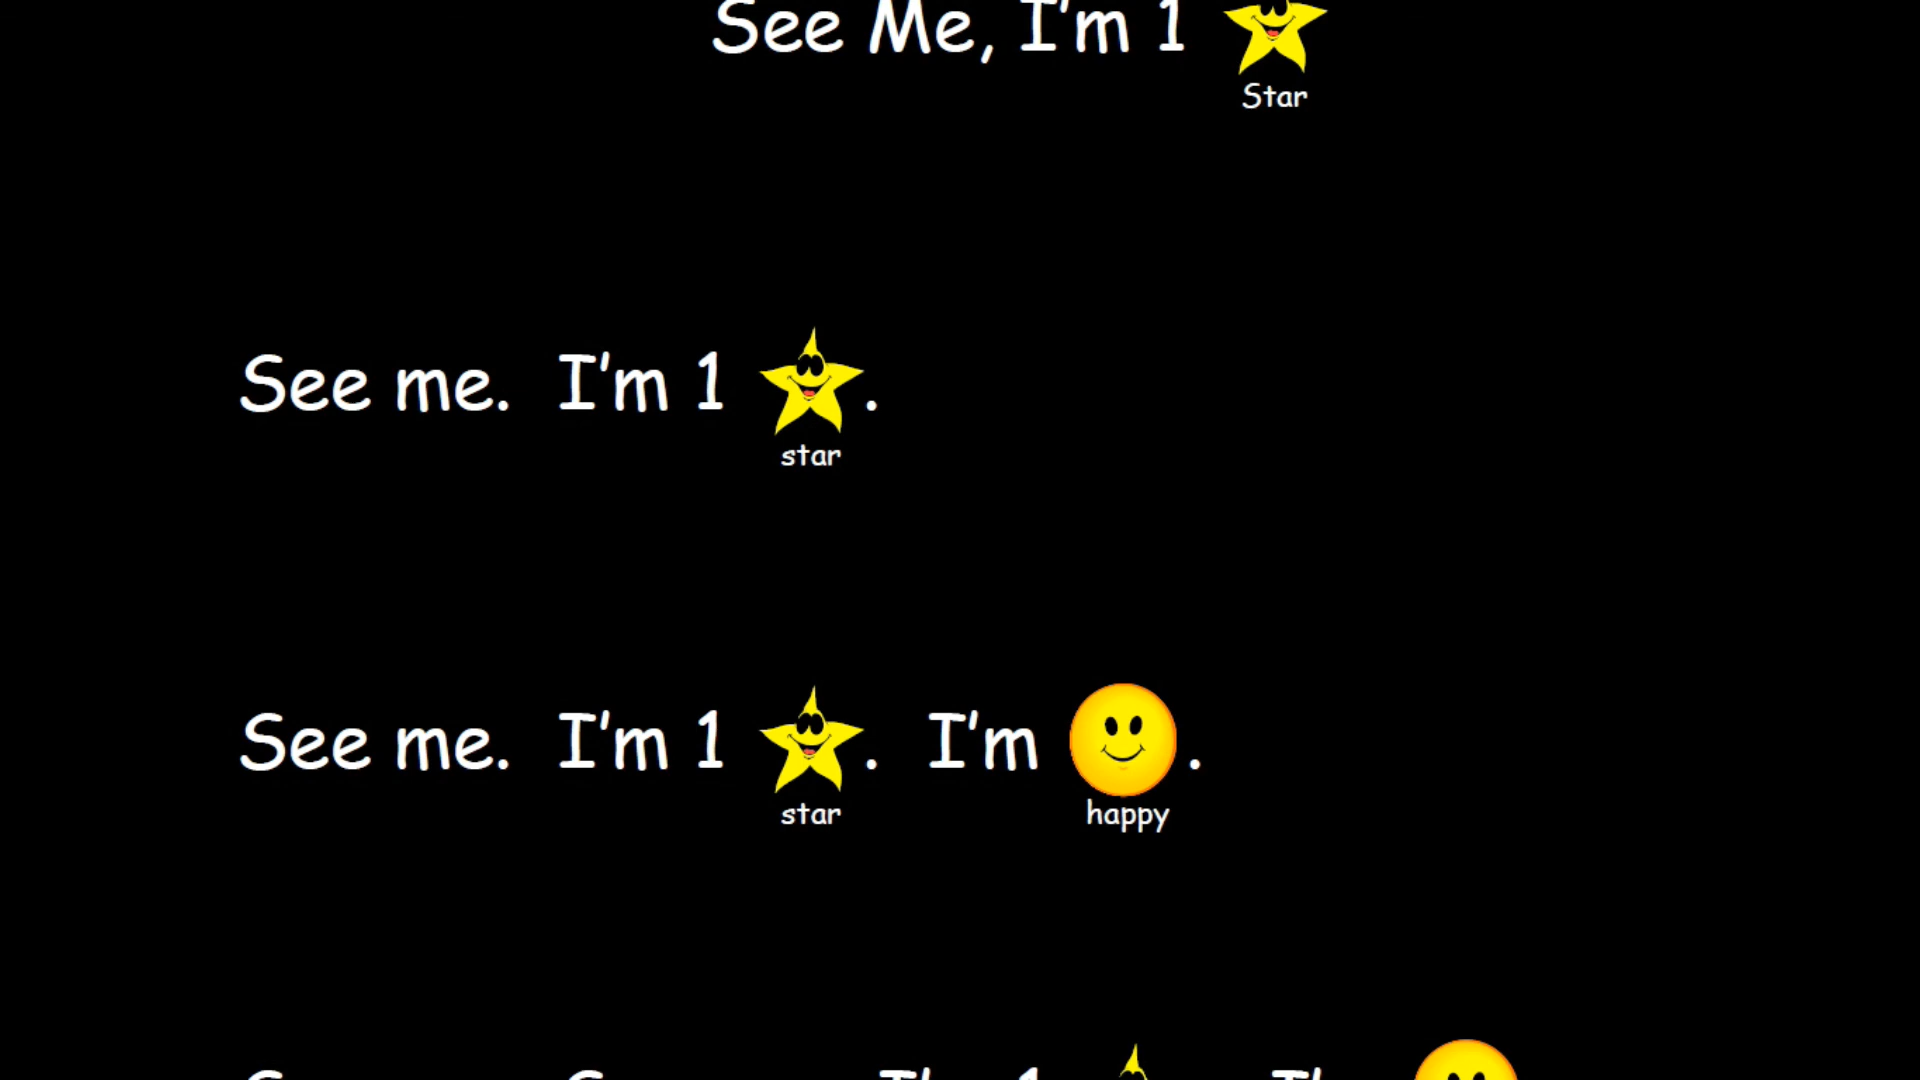 See Me, I'm 1
Star
See me. I'm 1 .
star
See me. I'm 1 . I'm .
star happy